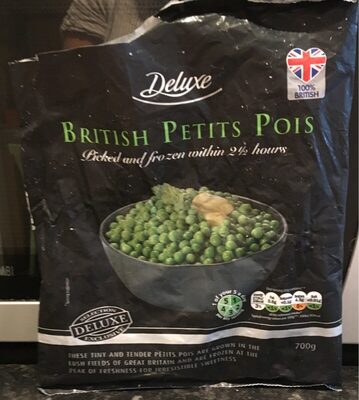 Deluxe
100%
BRITISH
BRITISH PETITS POIS
Picked and frozen within 2½ hours
SELECTION
DELUXE
EXCLUSIVE
THESE TINY AND TENDER PETITS POIS ARE GROWN IN THE
LUSH FIELDS OF GREAT BRITAIN AND ARE FROZEN AT THE
PEAK OF FRESHNESS FOR IRRESISTIBLE SWEETNESS
700g